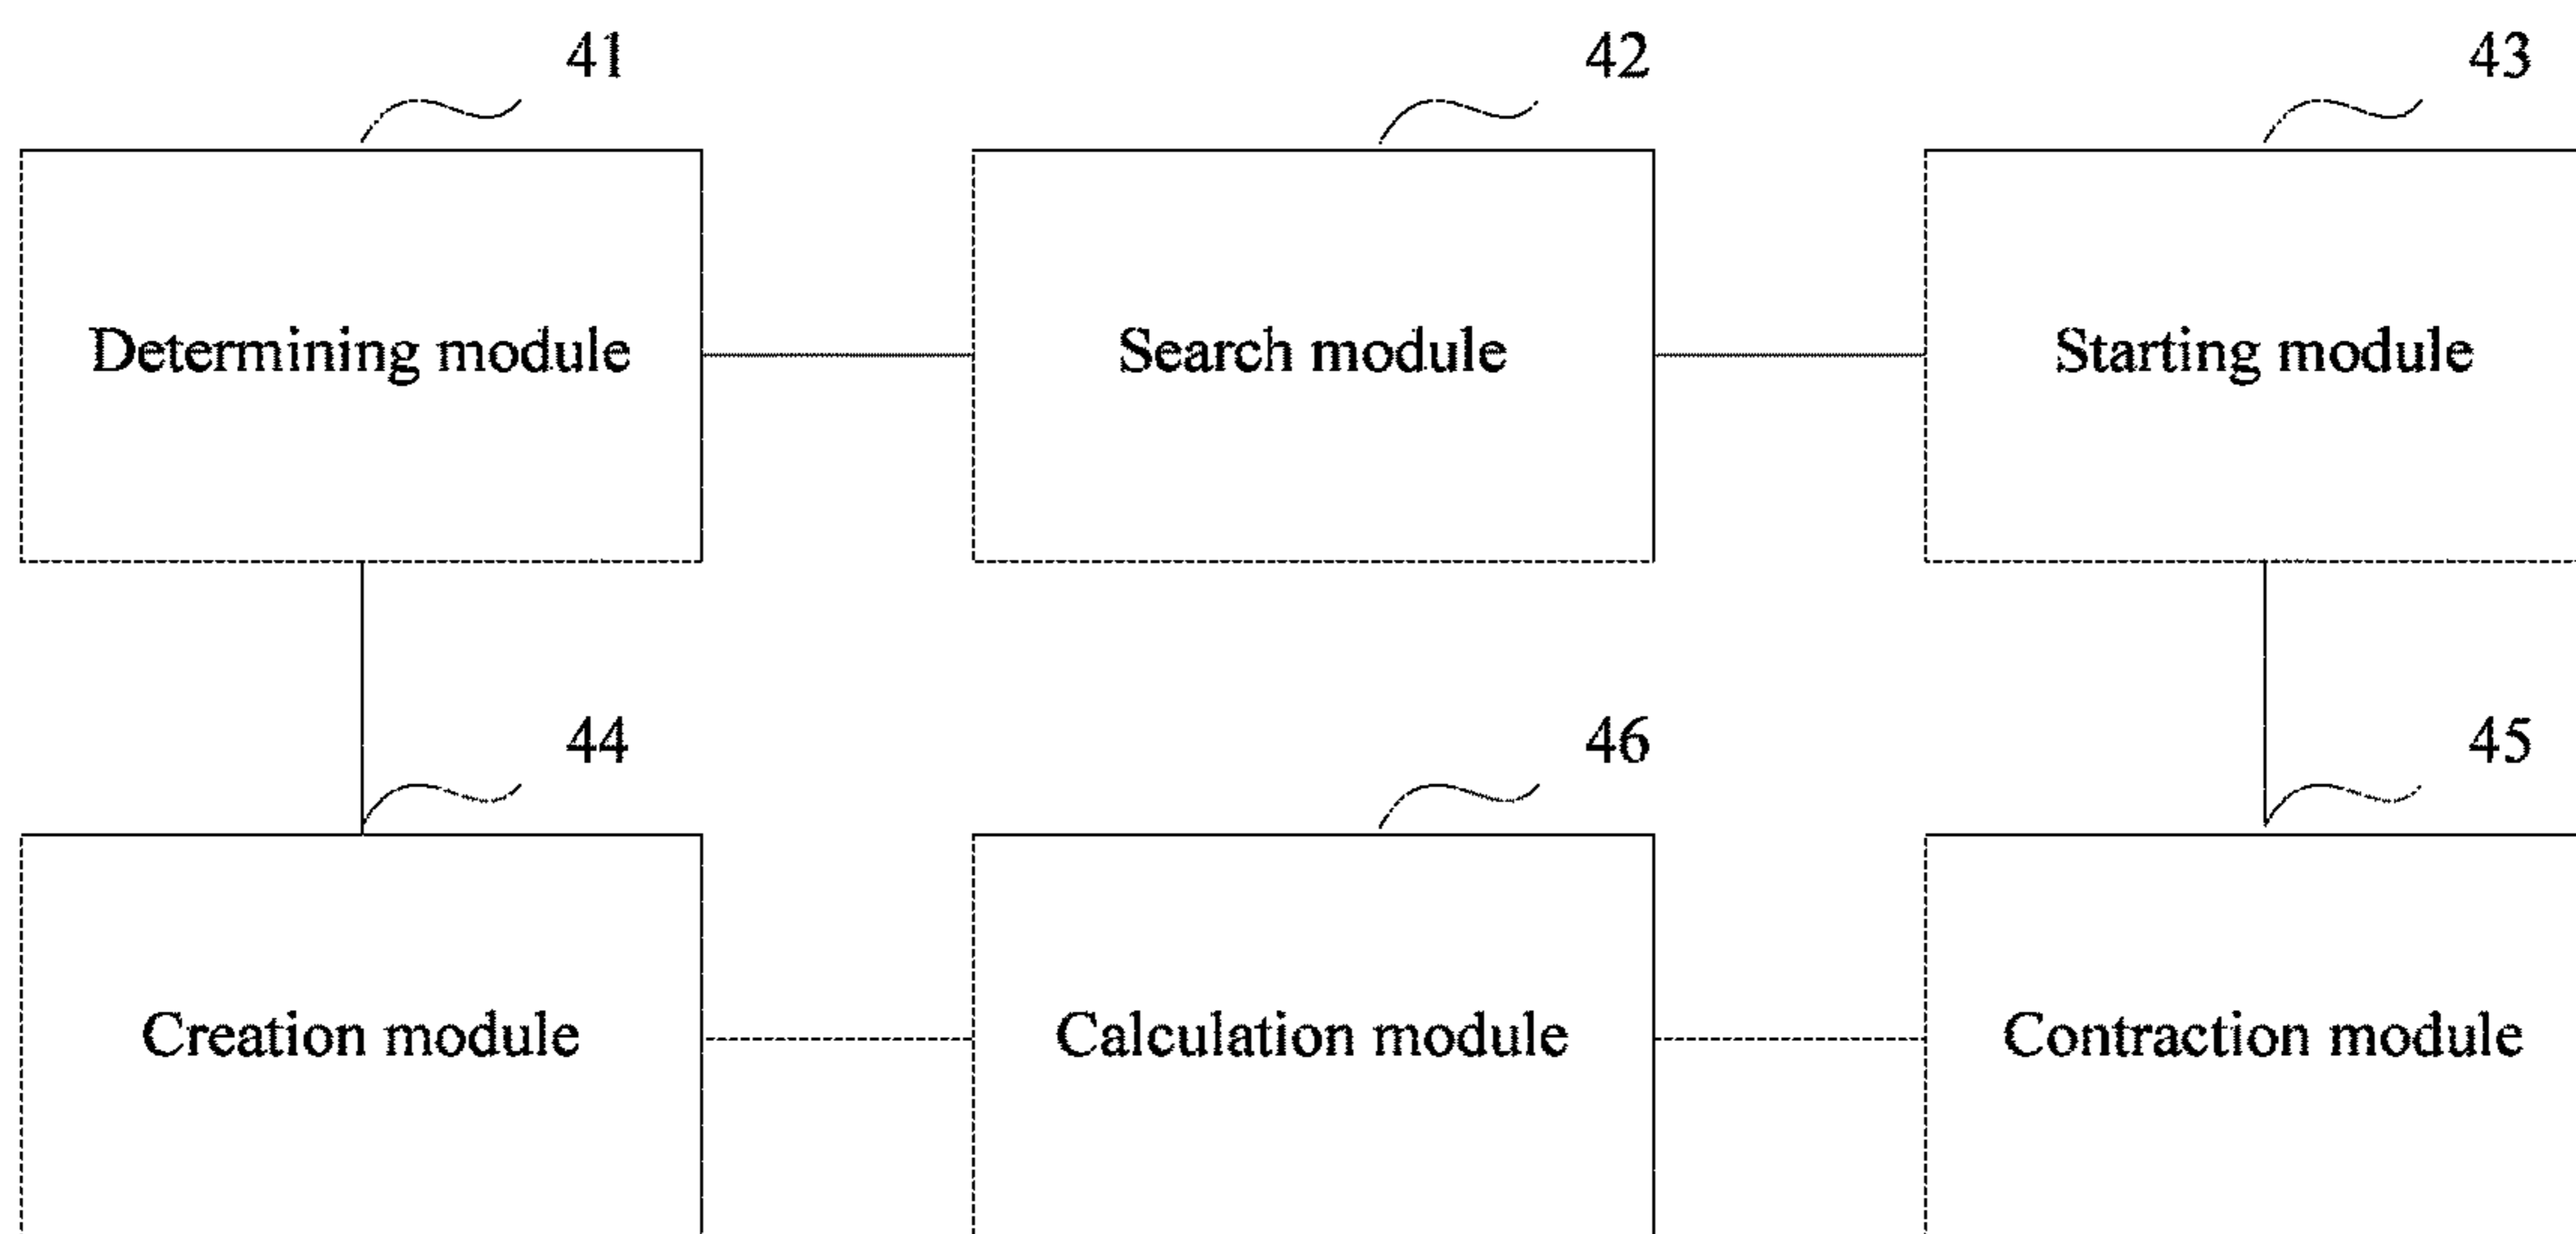 41
42
43
Determining module
Search module
Starting module
44
46
45
Creation module
Calculation module
Contraction module